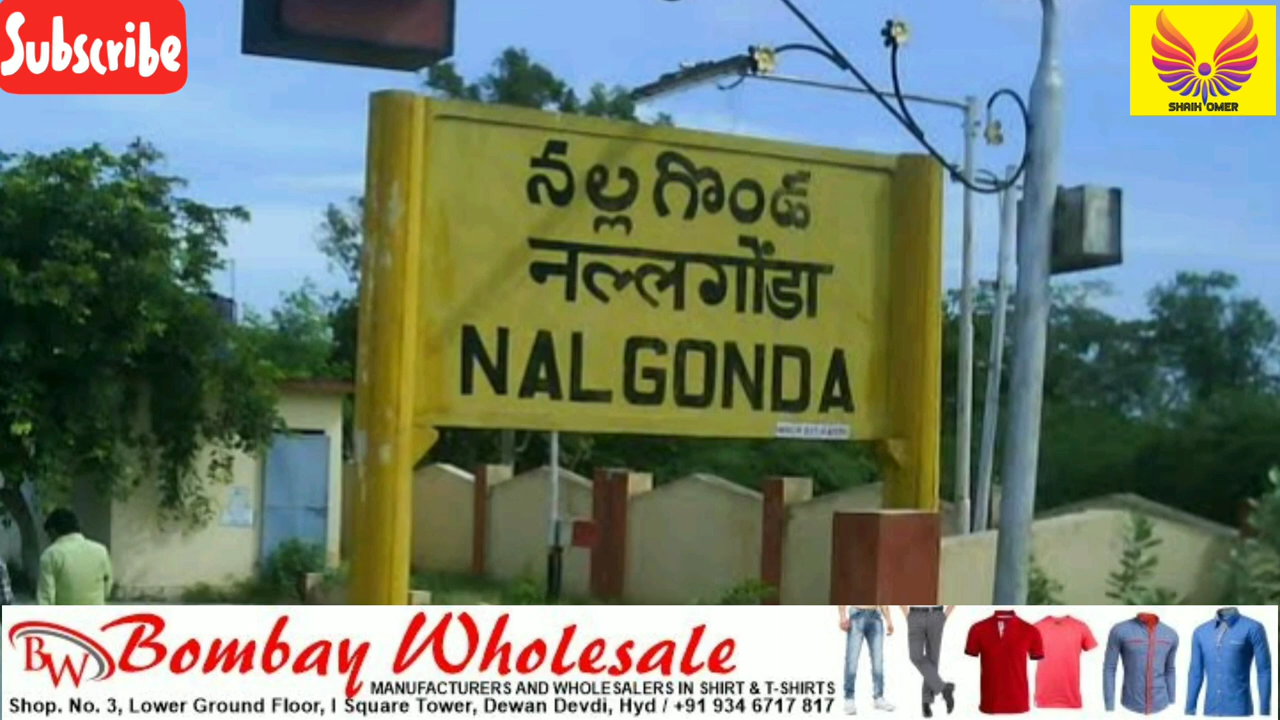 Subscribe
SHAIK OMER
నల్లగొండ
नल्लगोंडा
NALGONDA
BW Bombay Wholesale
MANUFACTURERS AND WHOLESALERS IN SHIRT & T-SHIRTS
Shop. No. 3, Lower Ground Floor, I Square Tower, Dewan Devdi, Hyd / +91 934 6717 817